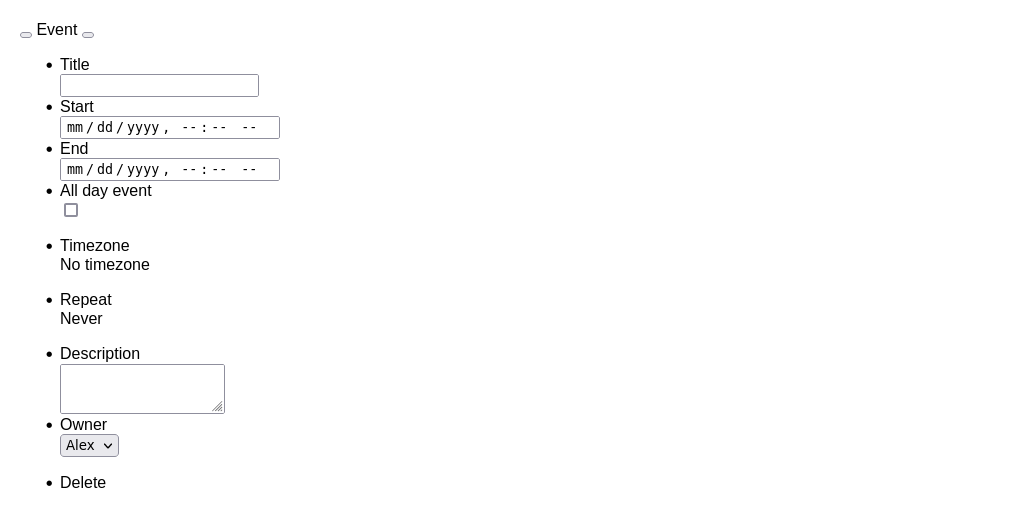 Event
Title
Start
mm/dd/yyyy, --:-- --
End
mm/dd/yyyy, --:-- --
All day event
Timezone
No timezone
Repeat
Never
Description
Owner
Alex
Delete